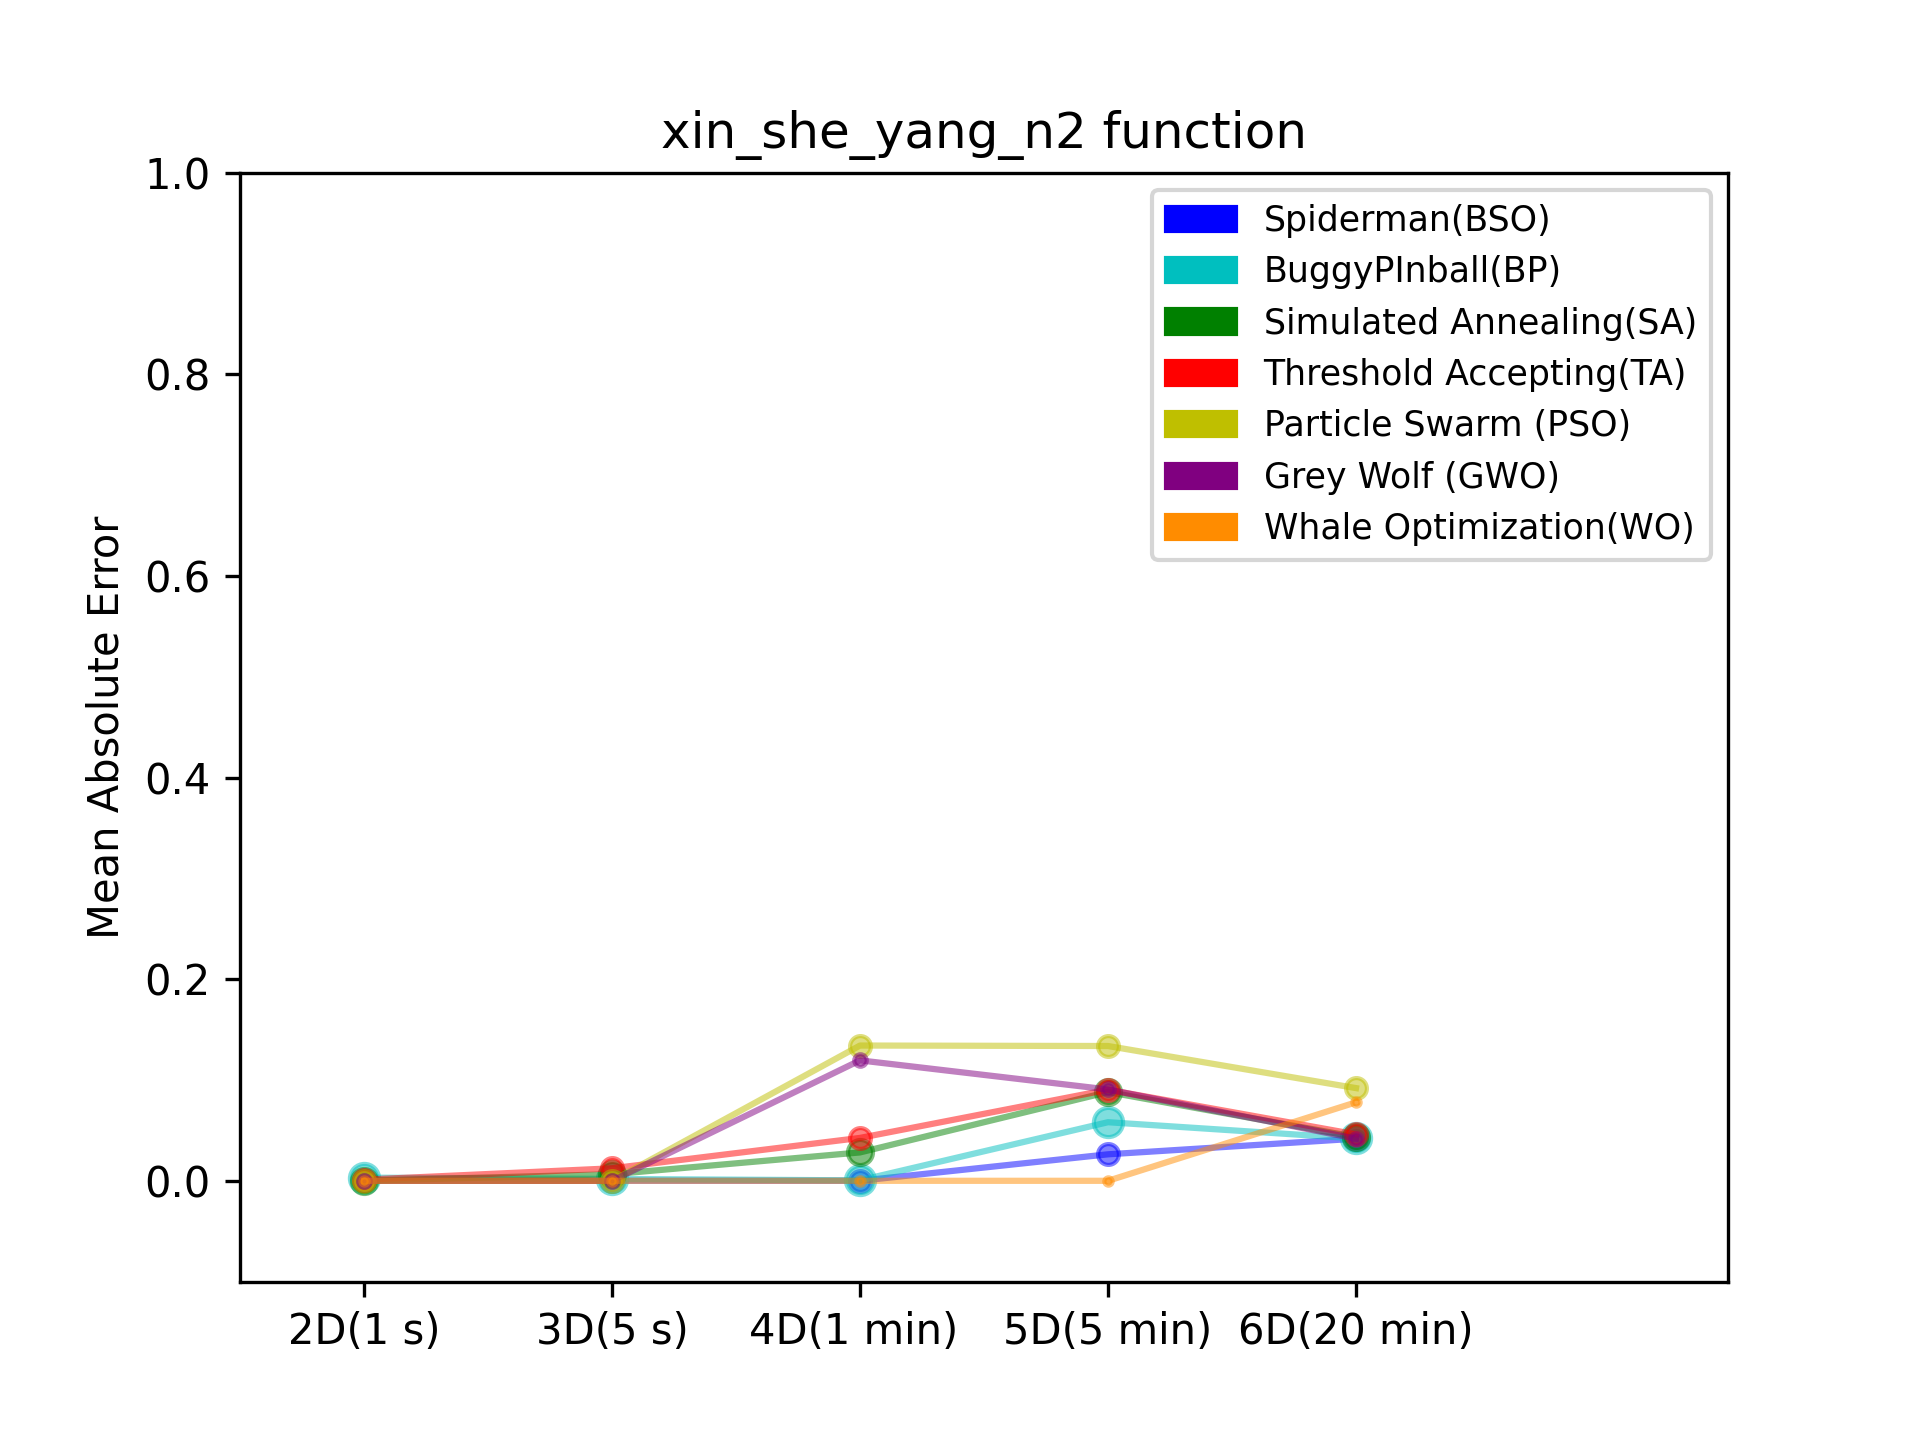 xin_she_yang_n2 function
Mean Absolute Error
1.0
0.8
0.6
0.4
0.2
0.0
Spiderman(BSO)
BuggyPInball(BP)
Simulated Annealing(SA)
Threshold Accepting(TA)
Particle Swarm (PSO)
Grey Wolf (GWO)
Whale Optimization(WO)
2D(1 s) 3D(5 s) 4D(1 min) 5D(5 min) 6D(20 min)